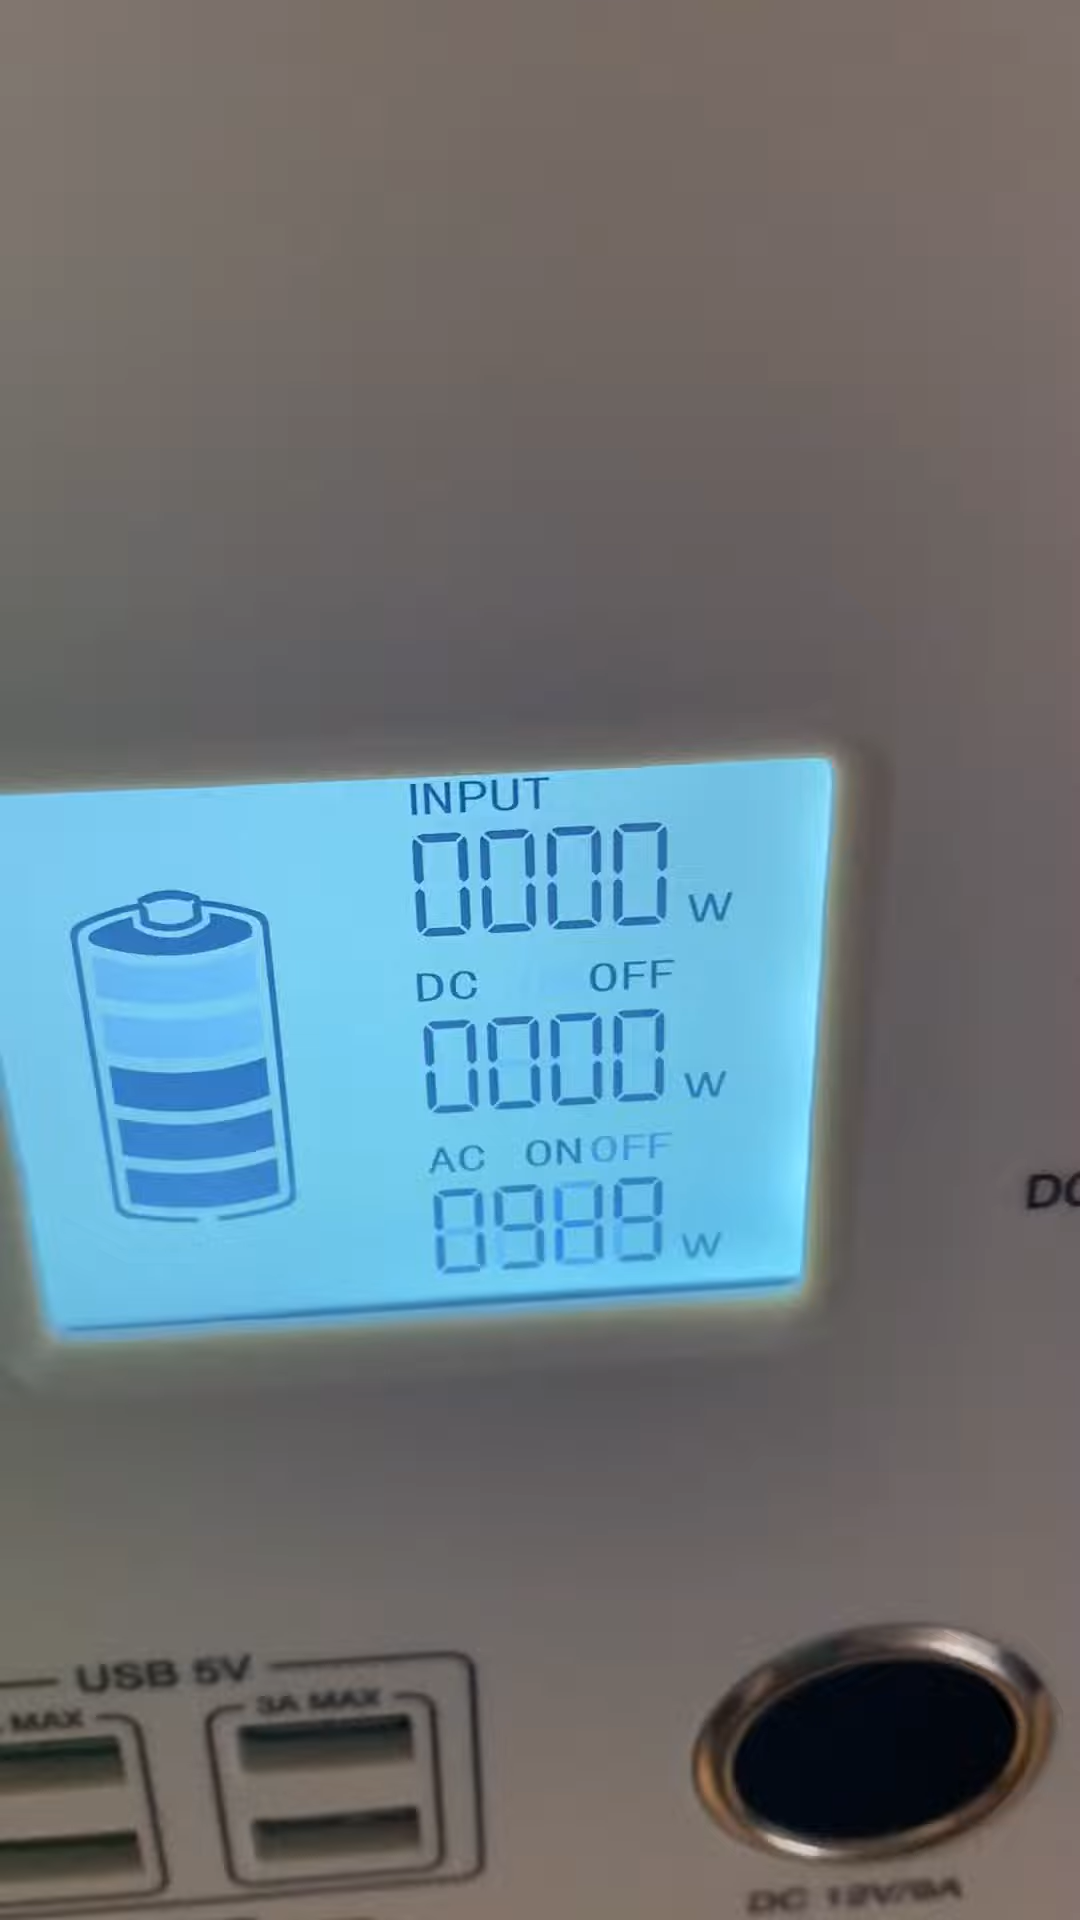 INPUT
0000 W
DC OFF
0000 W
AC ON OFF
W
DC
USB 5V
MAX
3A MAX
DC 12V/8A